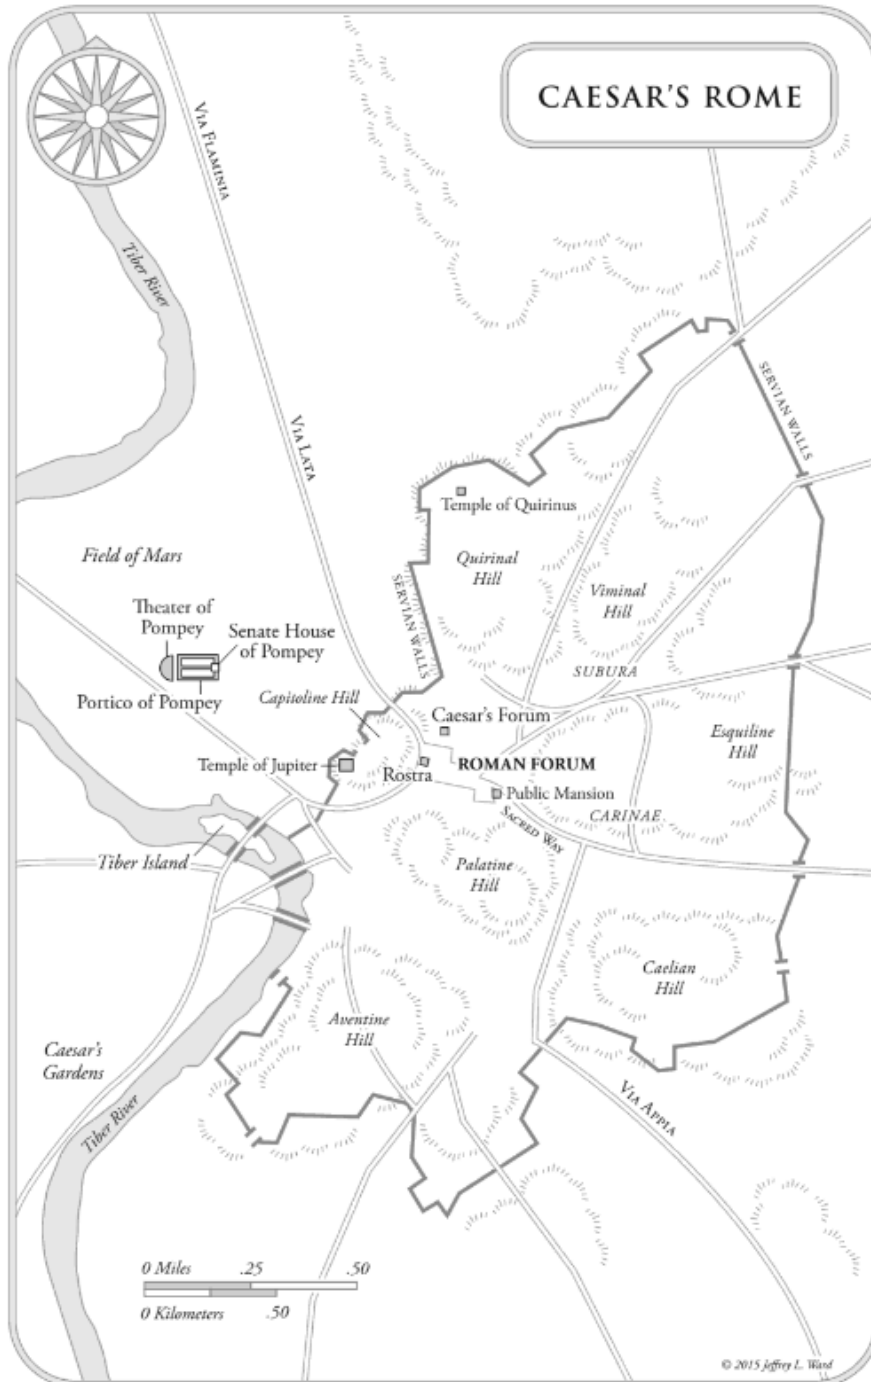 CAESAR'S ROME
VIA FLAMINIA
Tiber River
SERVIAN WALLS
VIA LATA
Temple of Quirinus
Field of Mars
Quirinal
Hill
SERVIAN WALLS
Viminal
Hill
Theater of
Pompey
Senate House
of Pompey
Portico of Pompey
SUBURA
Capitoline Hill
Caesar's Forum
Esquiline
Hill
Temple of Jupiter
Rostra
ROMAN FORUM
Public Mansion
SACRED WAY
CARINAE
Tiber Island
Palatine
Hill
Caelian
Hill
Aventine
Hill
Caesar's
Gardens
Tiber River
VIA APPIA
0 Miles .25 .50
0 Kilometers .50
© 2015 Jeffrey L. Ward